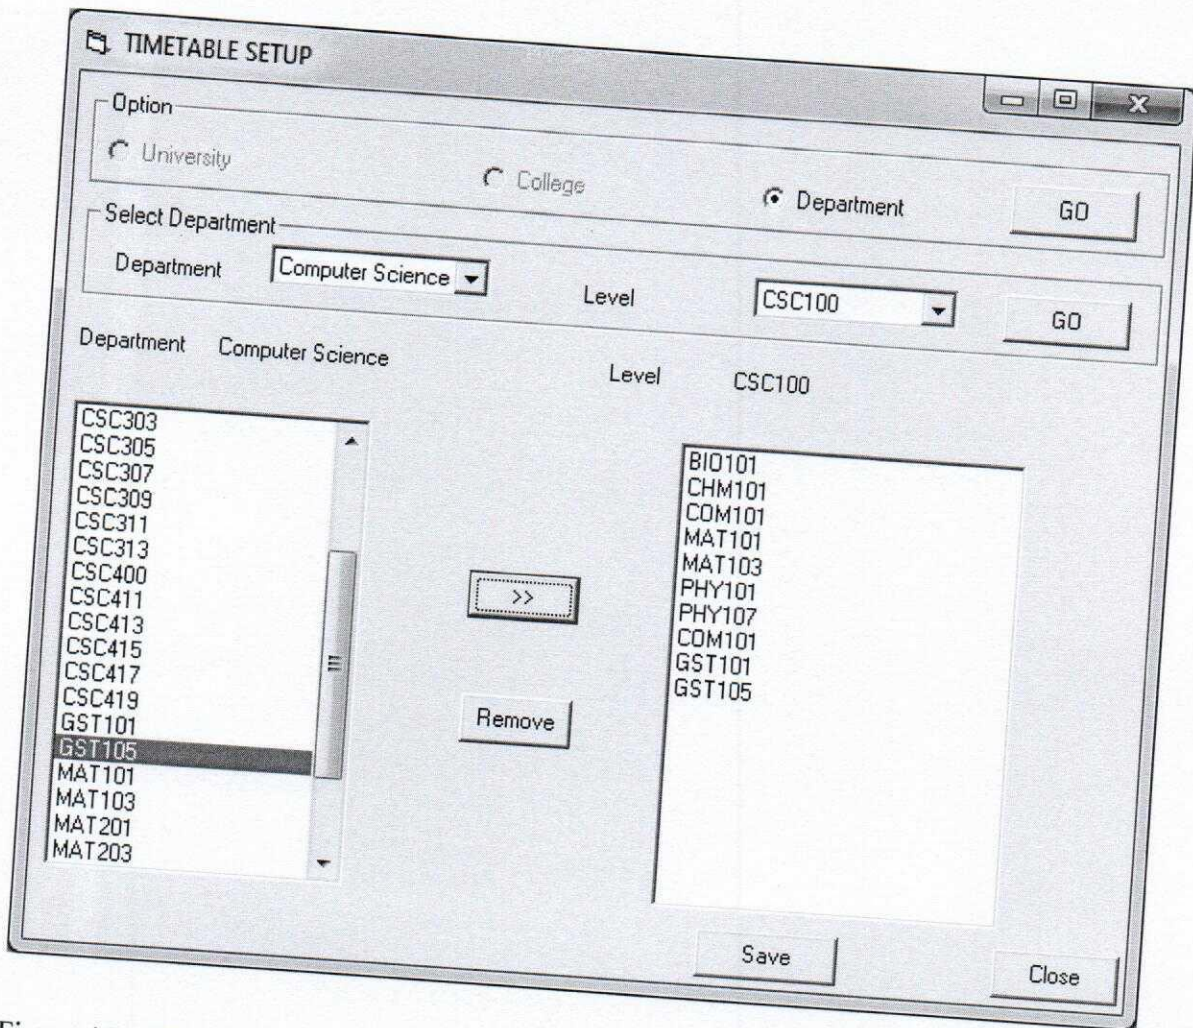 TIMETABLE SETUP
Option
University College Department GO
Select Department
Department Computer Science Level CSC100 GO
Department Computer Science Level CSC100
CSC303
CSC305
CSC307
CSC309
CSC311
CSC313
CSC400
CSC411
CSC413
CSC415
CSC417
CSC419
GST101
GST105
MAT101
MAT103
MAT201
MAT203
>>
Remove
BIO101
CHM101
COM101
MAT101
MAT103
PHY101
PHY107
COM101
GST101
GST105
Save
Close